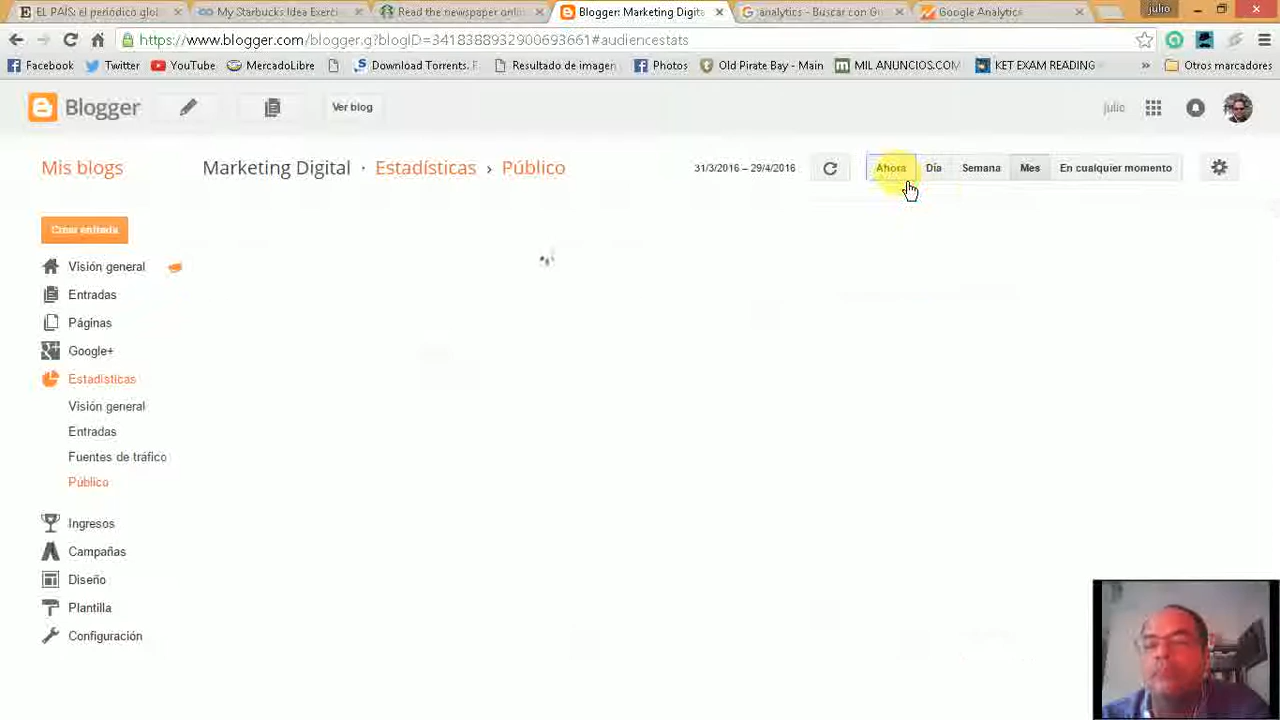 EL PAÍS: el periódico glob
My Starbucks Idea Exerci
Read the newspaper onlin
Blogger: Marketing Digita
analytics - Buscar con Go
Google Analytics
julio
https://www.blogger.com/blogger.g?blogID=3418388932900693661#audiencestats
Facebook
Twitter
YouTube
MercadoLibre
Download Torrents.
Resultado de imagen
Photos
Old Pirate Bay - Main
MIL ANUNCIOS.COM
KET EXAM READING
»
Otros marcadores
Blogger
Ver blog
julio
Mis blogs
Marketing Digital · Estadísticas › Público
31/3/2016 – 29/4/2016
Ahora
Día
Semana
Mes
En cualquier momento
Crear entrada
Visión general
Entradas
Páginas
Google+
Estadísticas
Visión general
Entradas
Fuentes de tráfico
Público
Ingresos
Campañas
Diseño
Plantilla
Configuración